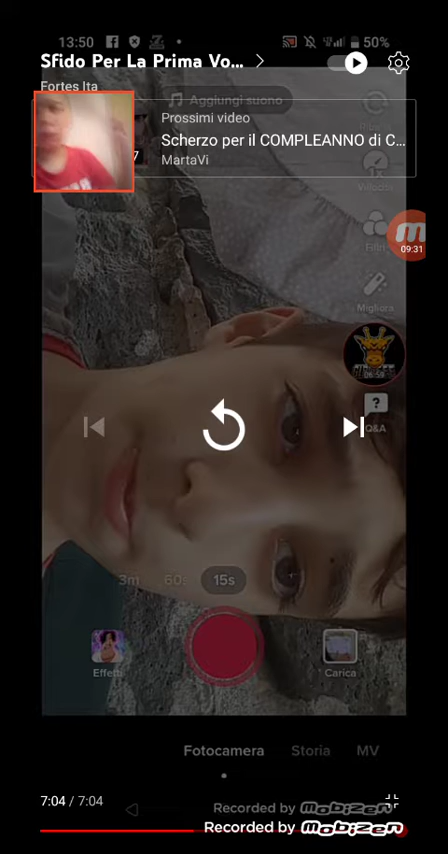 13:50
50%
Sfido Per La Prima Vo...
Fortes Ita
Aggiungi suono
Prossimi video
Scherzo per il COMPLEANNO di C...
MartaVi
Velocità
Filtri
09:31
Migliora
Q&A
3m 60s 15s
Effetti
Carica
Fotocamera Storia MV
7:04 / 7:04
Recorded by Mobizen
Recorded by Mobizen